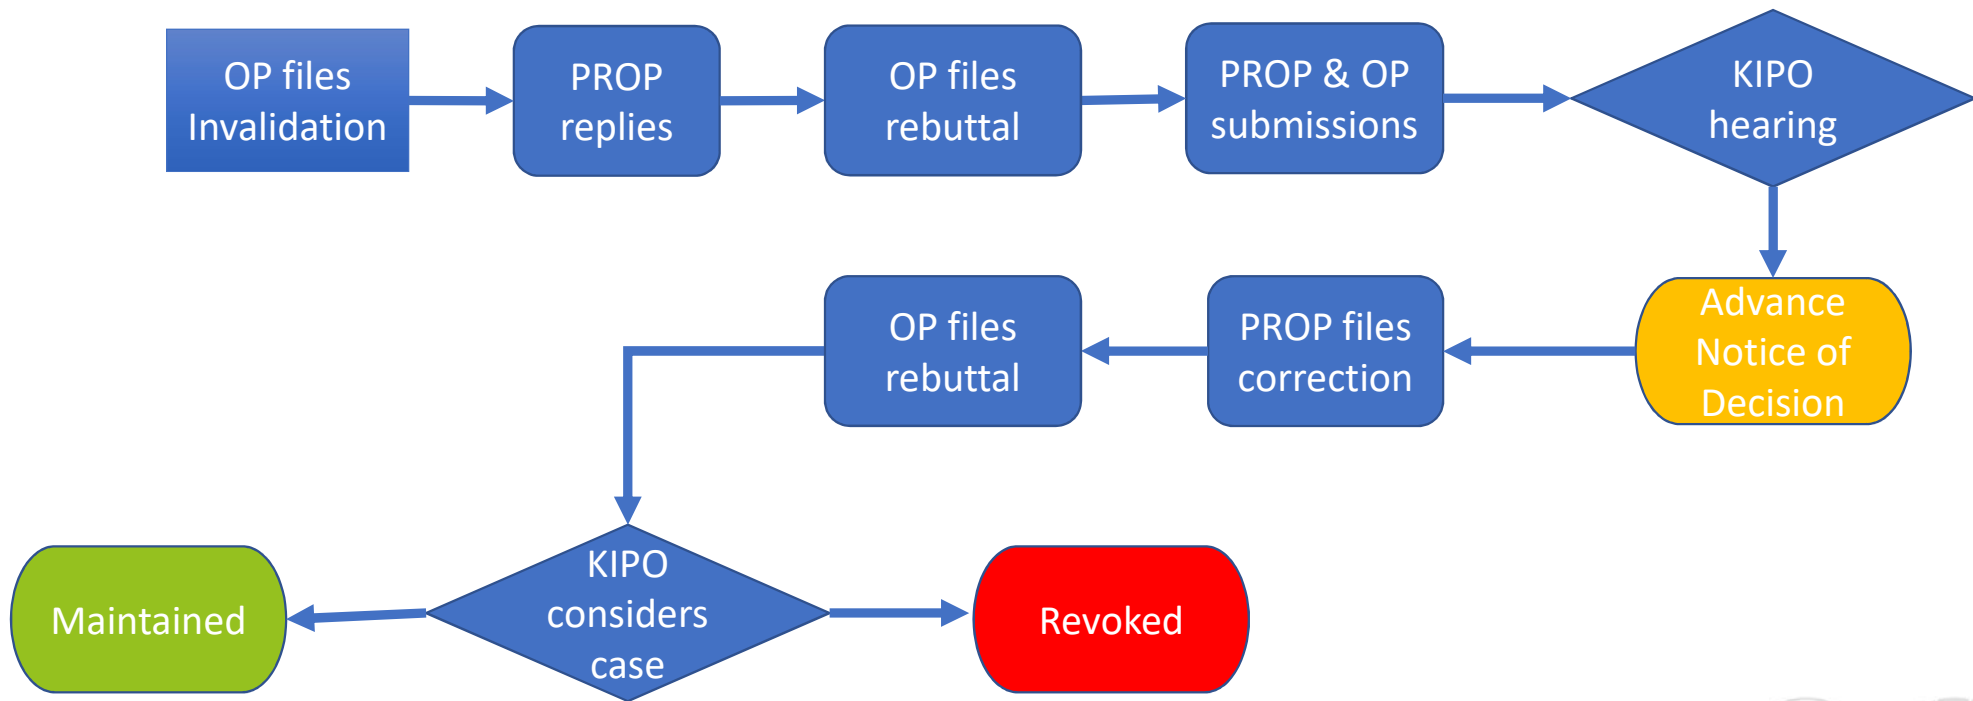 OP files
Invalidation
PROP
replies
OP files
rebuttal
PROP & OP
submissions
KIPO
hearing
Advance
Notice of
Decision
PROP files
correction
OP files
rebuttal
KIPO
considers
case
Maintained
Revoked